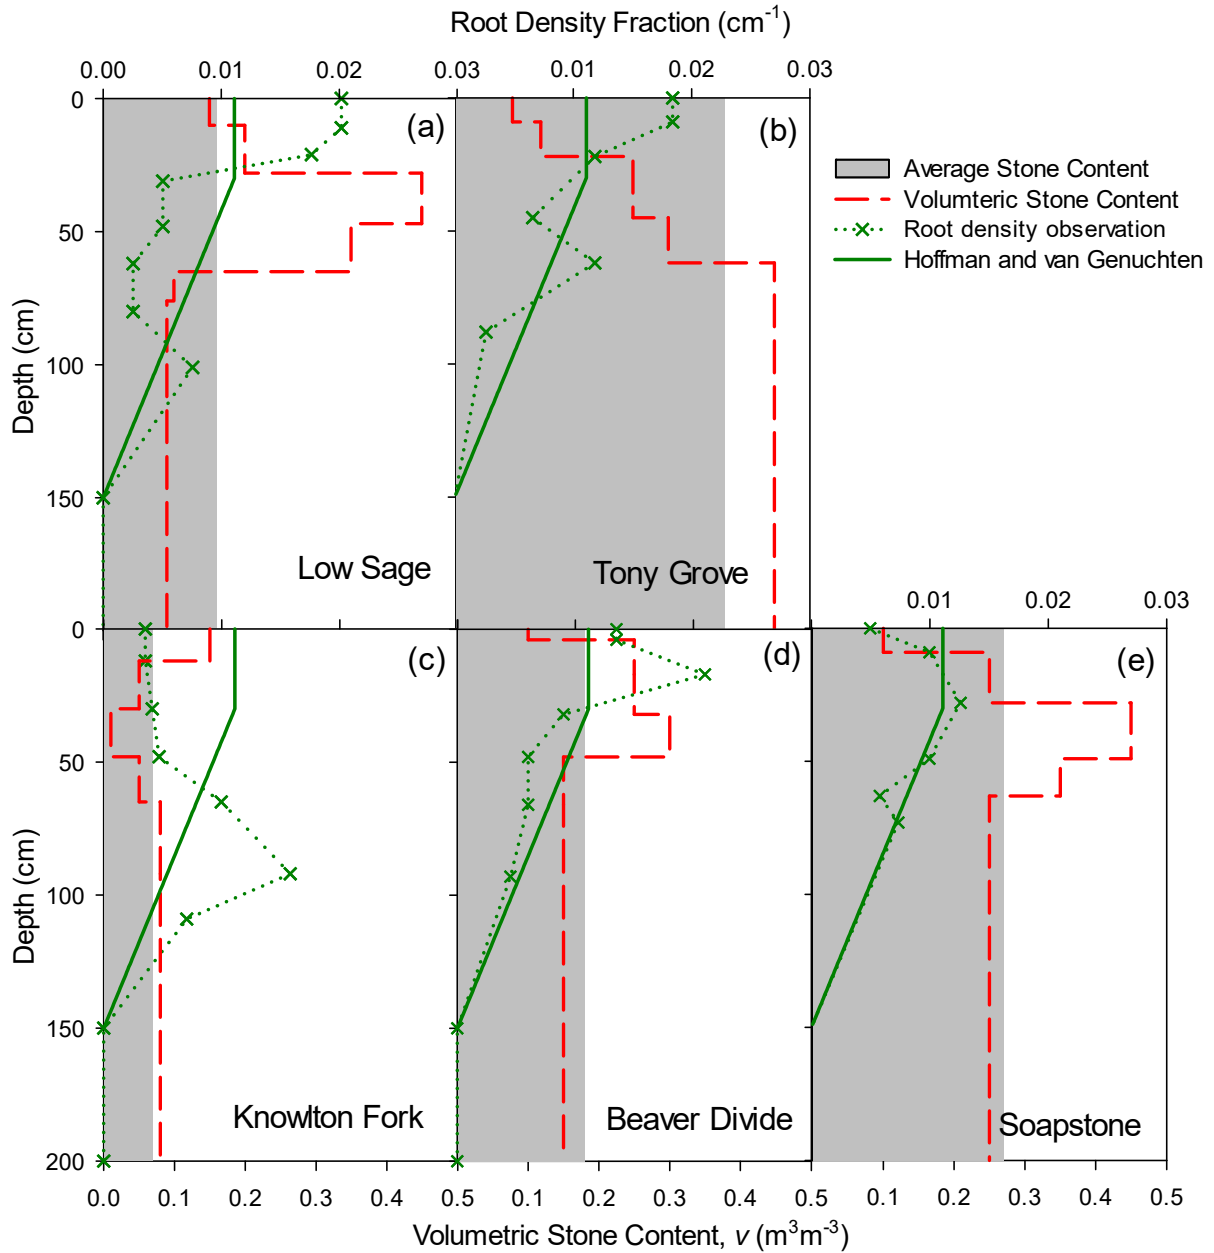 Root Density Fraction (cm-1)
0.00 0.01 0.02 0.03 0.01 0.02 0.03
0
50
100
150
Depth (cm)
(a)
(b)
Low Sage
Tony Grove
Average Stone Content
Volumteric Stone Content
Root density observation
Hoffman and van Genuchten
0.01 0.02 0.03
0
50
100
150
200
Depth (cm)
(c)
(d)
(e)
Knowlton Fork
Beaver Divide
Soapstone
0.0 0.1 0.2 0.3 0.4 0.5 0.1 0.2 0.3 0.4 0.5 0.1 0.2 0.3 0.4 0.5
Volumetric Stone Content, v (m3m-3)